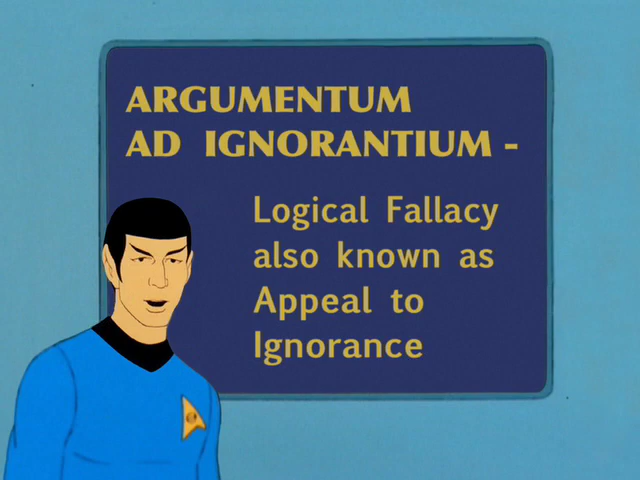 ARGUMENTUM
AD IGNORANTIUM -
Logical Fallacy
also known as
Appeal to
Ignorance